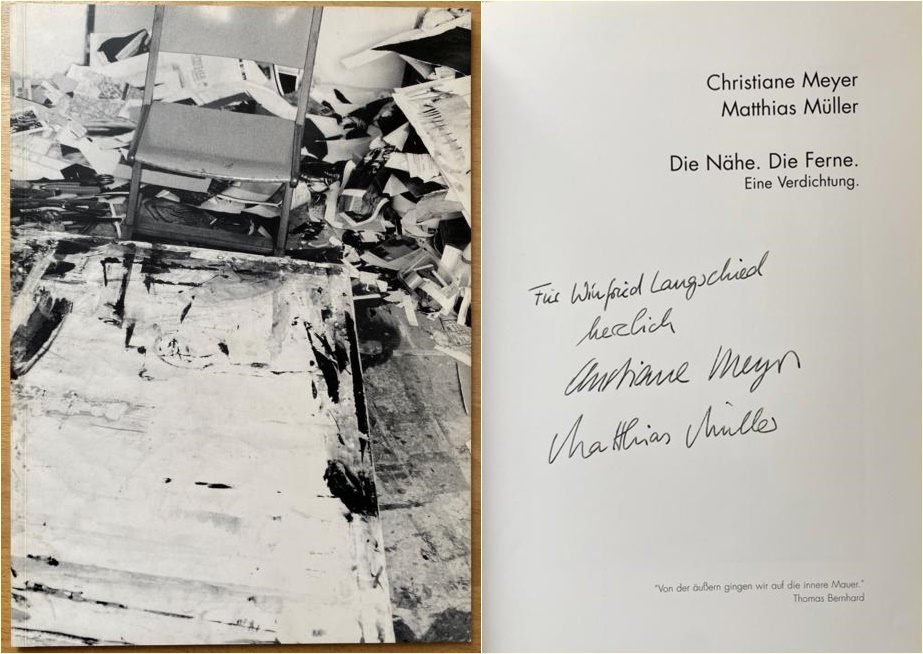 Christiane Meyer
Matthias Müller
Die Nähe. Die Ferne.
Eine Verdichtung.
Für Winfried Langschied
herzlich
Christiane Meyer
Matthias Müller
"Von der äußern gingen wir auf die innere Mauer."
Thomas Bernhard